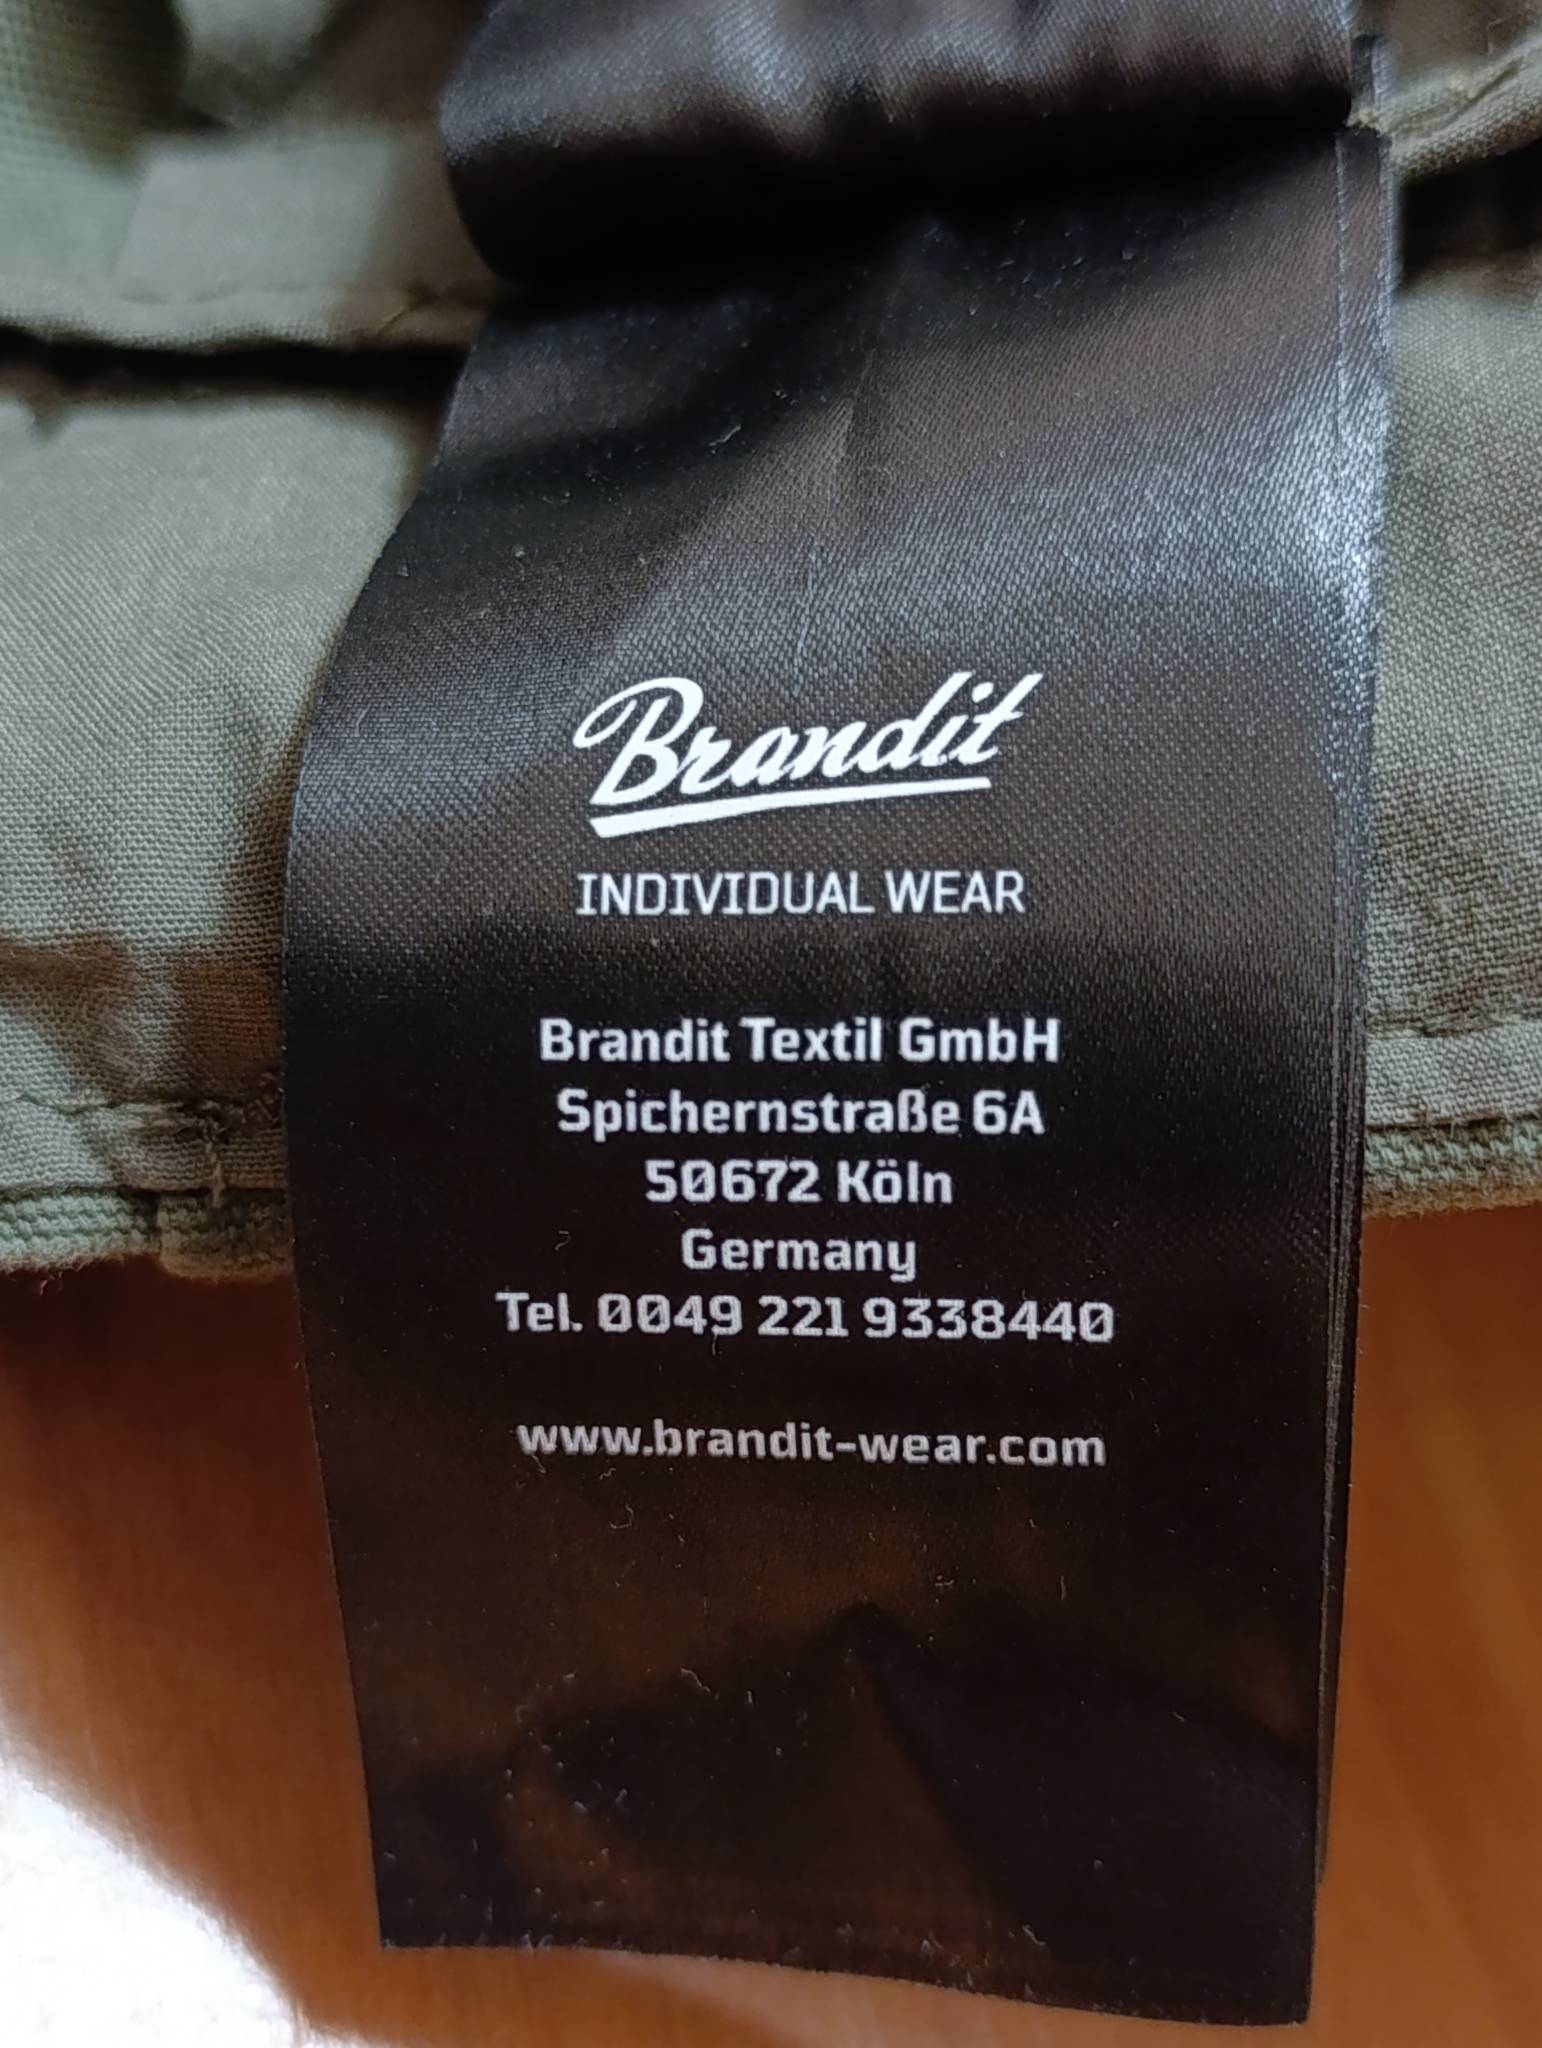 Brandit
INDIVIDUAL WEAR
Brandit Textil GmbH
Spichernstraße 6A
50672 Köln
Germany
Tel. 0049 221 9338440
www.brandit-wear.com